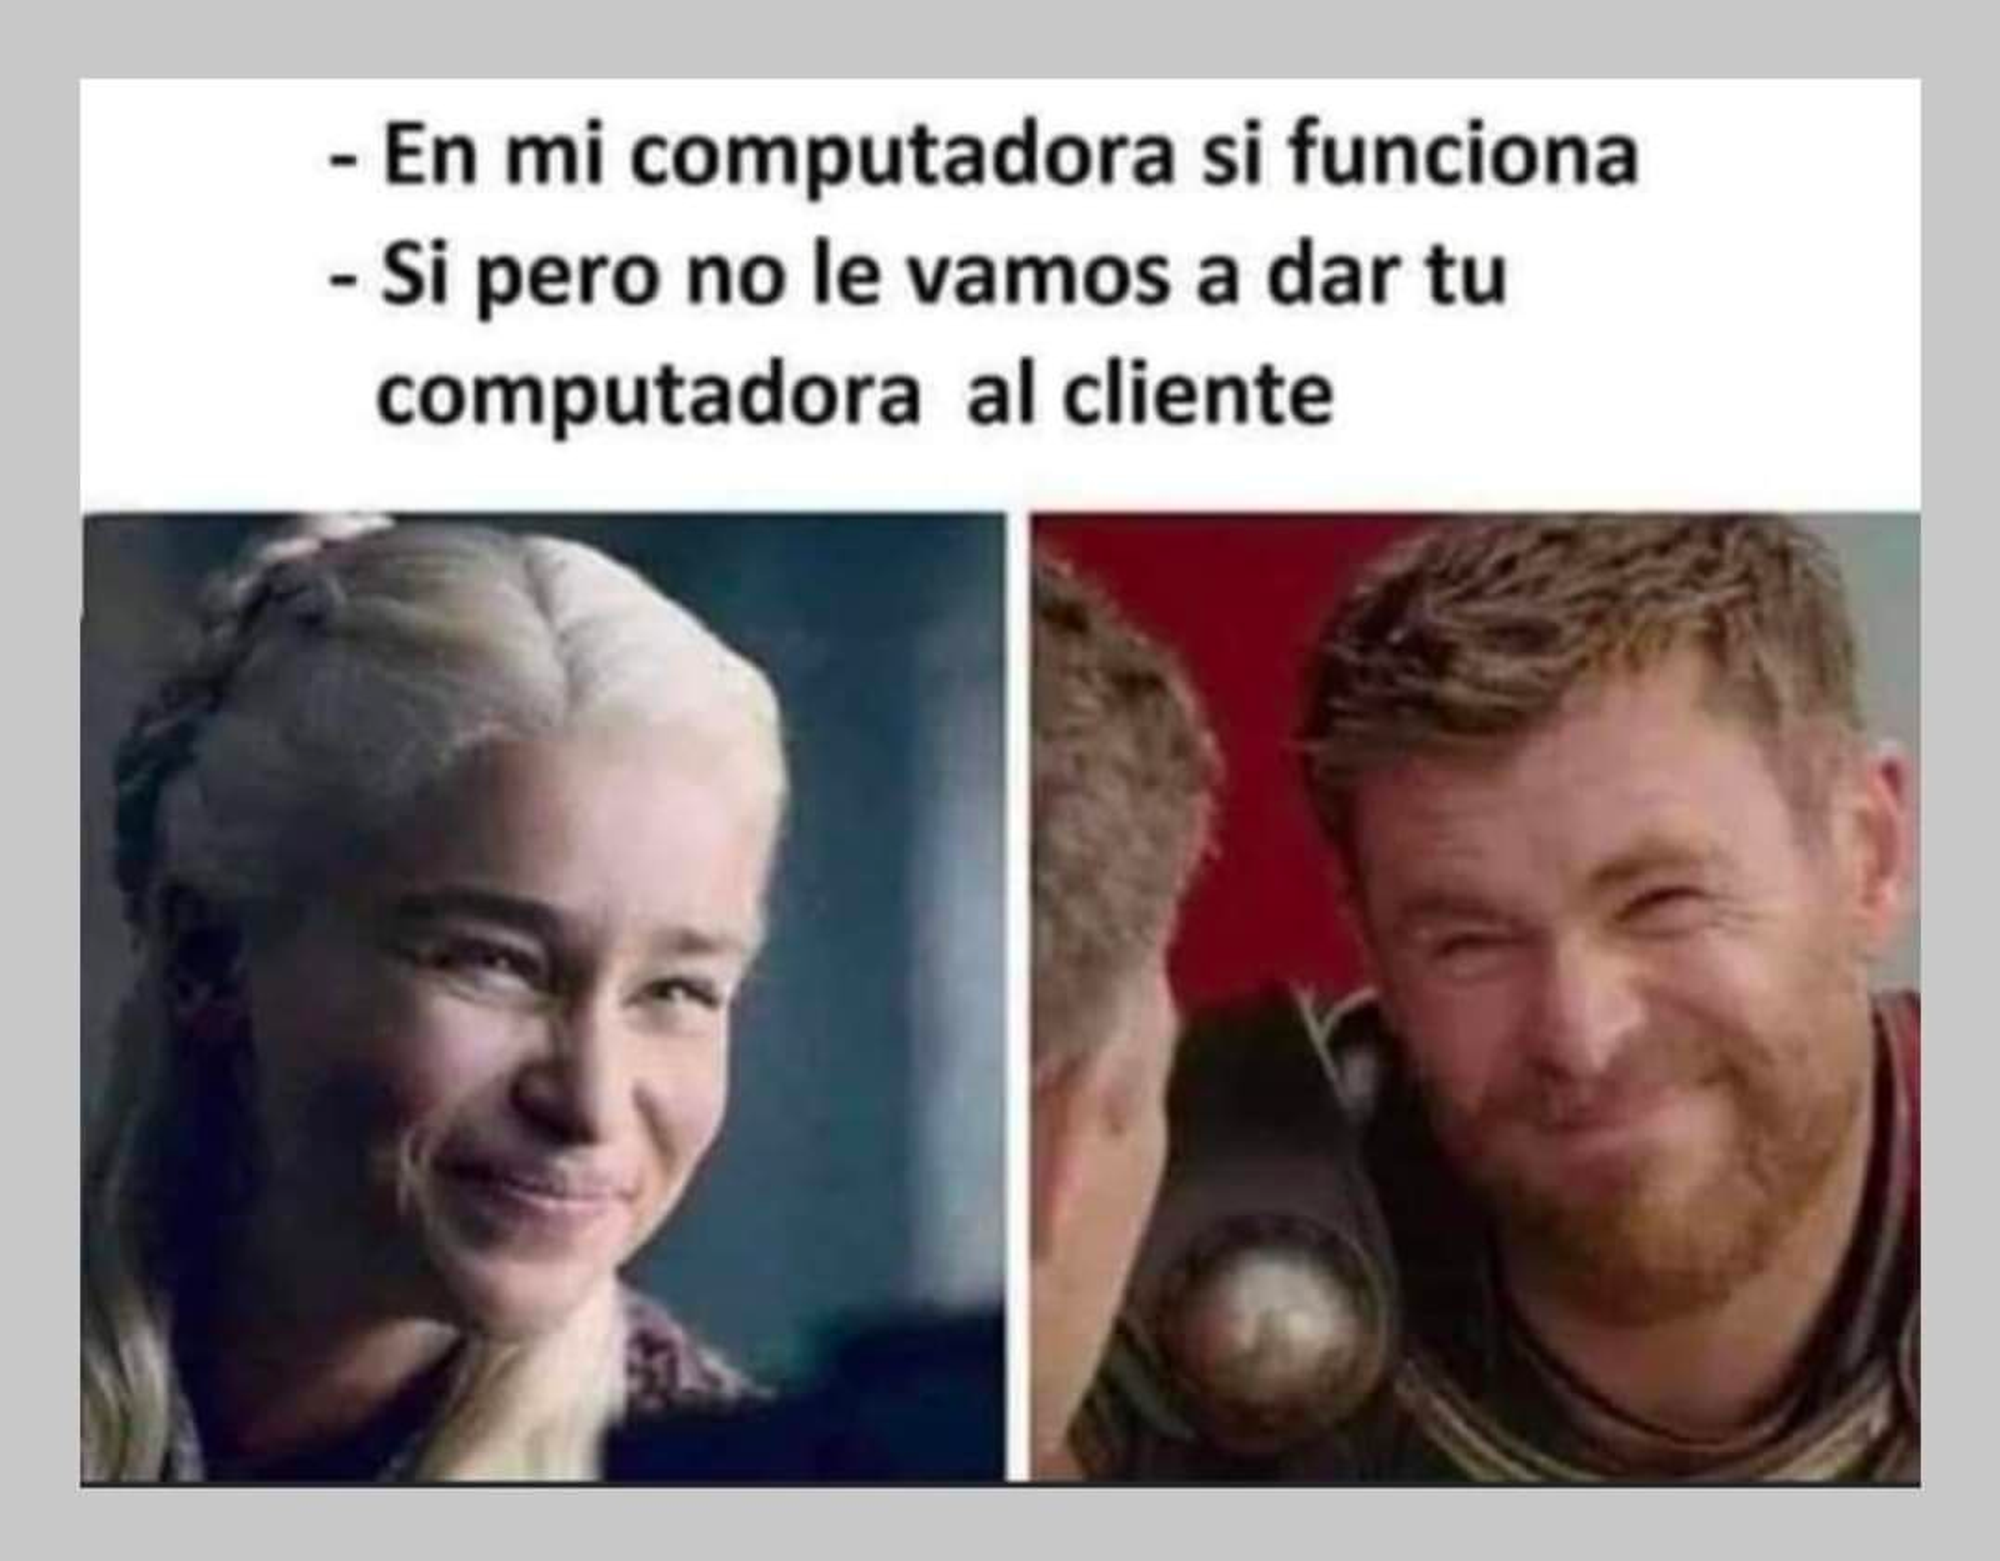 - En mi computadora si funciona
- Si pero no le vamos a dar tu
computadora al cliente